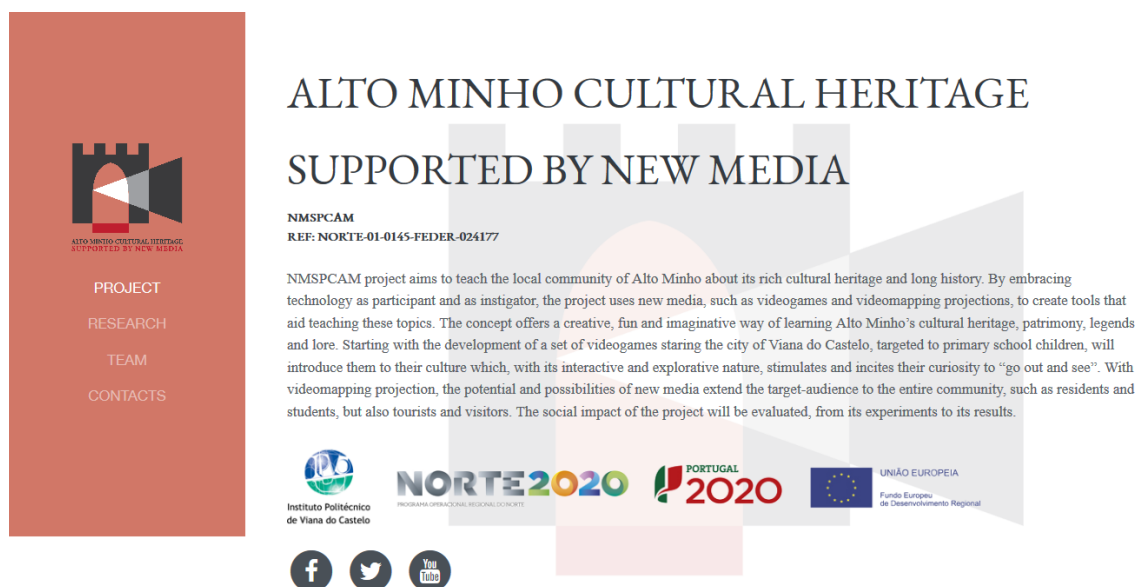 ALTO MINHO CULTURAL HERITAGE
SUPPORTED BY NEW MEDIA
PROJECT
RESEARCH
TEAM
CONTACTS
ALTO MINHO CULTURAL HERITAGE
SUPPORTED BY NEW MEDIA
NMSPCAM
REF: NORTE-01-0145-FEDER-024177
NMSPCAM project aims to teach the local community of Alto Minho about its rich cultural heritage and long history. By embracing
technology as participant and as instigator, the project uses new media, such as videogames and videomapping projections, to create tools that
aid teaching these topics. The concept offers a creative, fun and imaginative way of learning Alto Minho’s cultural heritage, patrimony, legends
and lore. Starting with the development of a set of videogames staring the city of Viana do Castelo, targeted to primary school children, will
introduce them to their culture which, with its interactive and explorative nature, stimulates and incites their curiosity to “go out and see”. With
videomapping projection, the potential and possibilities of new media extend the target-audience to the entire community, such as residents and
students, but also tourists and visitors. The social impact of the project will be evaluated, from its experiments to its results.
Instituto Politécnico
de Viana do Castelo
NORTE2020
PROGRAMA OPERACIONAL REGIONAL DO NORTE
PORTUGAL
2020
UNIÃO EUROPEIA
Fundo Europeu
de Desenvolvimento Regional
You
Tube